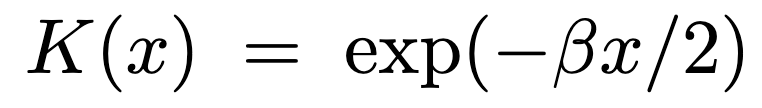 K(x) = exp(−βx/2)